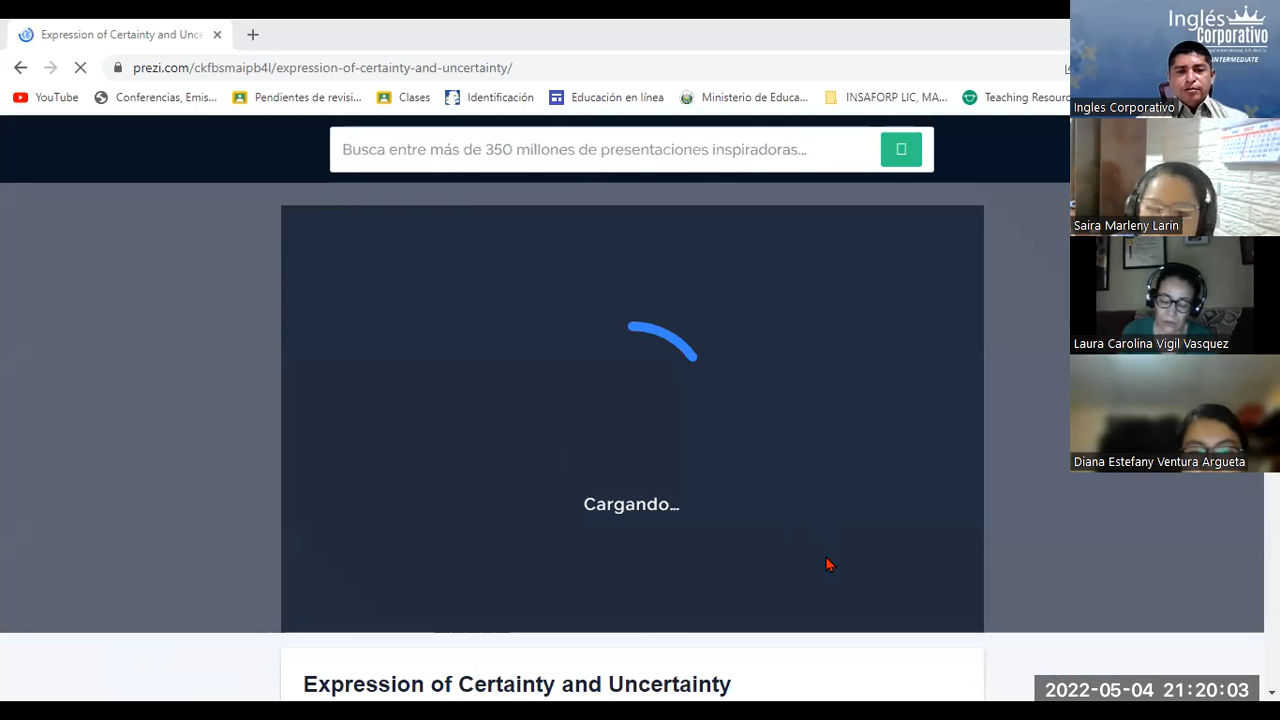 Expression of Certainty and Unce
prezi.com/ckfbsmaipb4l/expression-of-certainty-and-uncertainty/
YouTube
Conferencias, Emis...
Pendientes de revisi...
Clases
Identificación
Educación en línea
Ministerio de Educa...
INSAFORP LIC, MA...
Teaching Resour
Busca entre más de 350 millones de presentaciones inspiradoras...
Cargando...
Expression of Certainty and Uncertainty
Inglés
Corporativo
INTERMEDIATE
Ingles Corporativo
Saira Marleny Larin
Laura Carolina Vigil Vasquez
Diana Estefany Ventura Argueta
2022-05-04 21:20:03